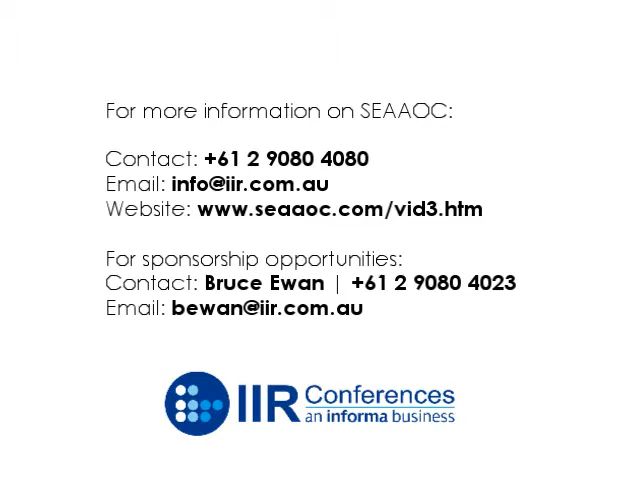 For more information on SEAAOC:
Contact: +61 2 9080 4080
Email: info@iir.com.au
Website: www.seaaoc.com/vid3.htm
For sponsorship opportunities:
Contact: Bruce Ewan | +61 2 9080 4023
Email: bewan@iir.com.au
IIR Conferences
an informa business